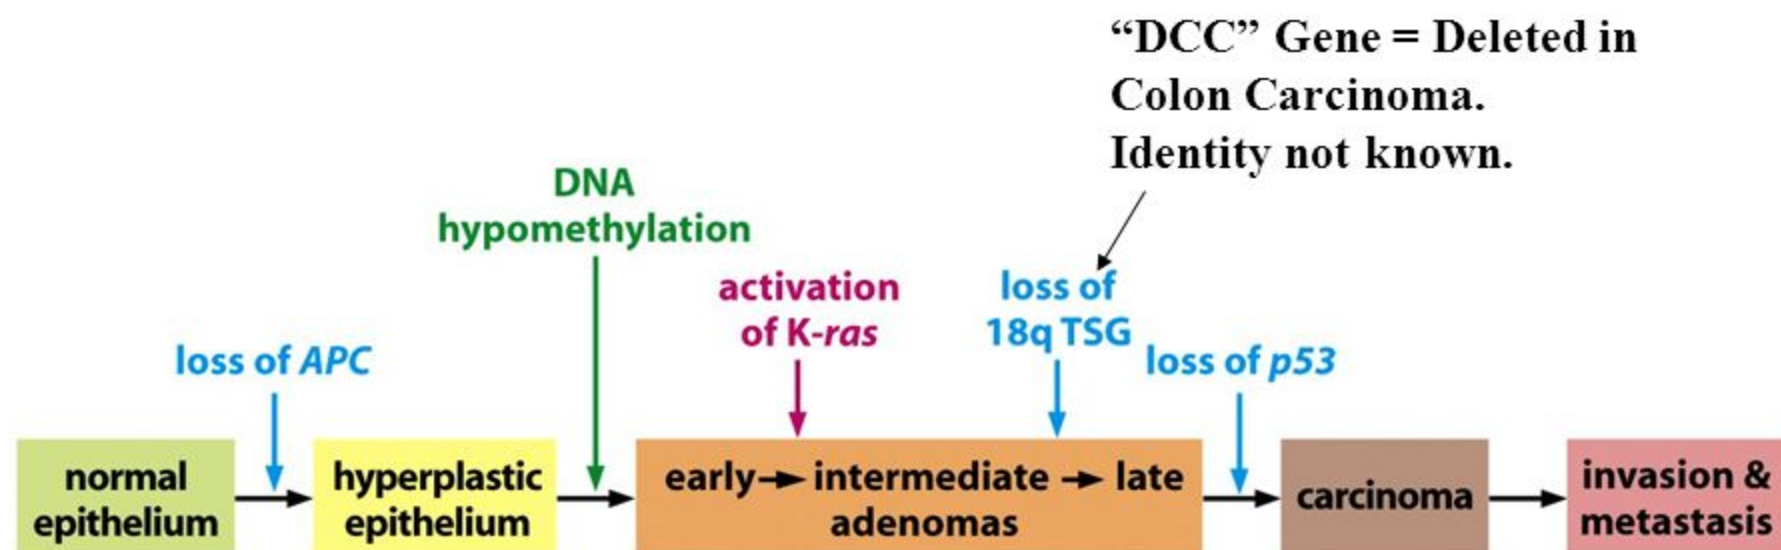 “DCC” Gene = Deleted in
Colon Carcinoma.
Identity not known.
DNA
hypomethylation
activation
of K-ras
loss of
18q TSG
loss of APC
loss of p53
normal
epithelium
hyperplastic
epithelium
early intermediate late
adenomas
carcinoma
invasion &
metastasis